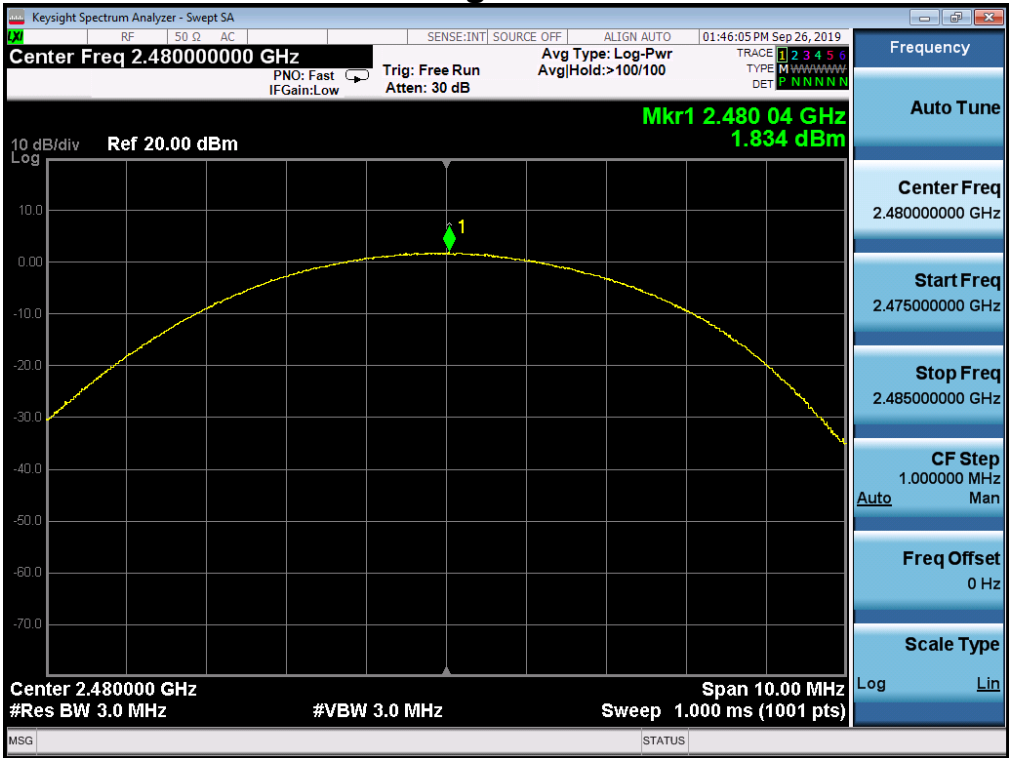 Keysight Spectrum Analyzer - Swept SA
LXI RF 50 Ω AC SENSE:INT SOURCE OFF ALIGN AUTO 01:46:05 PM Sep 26, 2019
Center Freq 2.480000000 GHz
PNO: Fast
IFGain:Low
Trig: Free Run
Atten: 30 dB
Avg Type: Log-Pwr
Avg|Hold:>100/100
TRACE 1 2 3 4 5 6
TYPE M WWWWW
DET P N N N N N
Mkr1 2.480 04 GHz
1.834 dBm
10 dB/div Ref 20.00 dBm
Log
10.0
1
0.00
-10.0
-20.0
-30.0
-40.0
-50.0
-60.0
-70.0
Center 2.480000 GHz Span 10.00 MHz
#Res BW 3.0 MHz #VBW 3.0 MHz Sweep 1.000 ms (1001 pts)
MSG STATUS
Frequency
Auto Tune
Center Freq
2.480000000 GHz
Start Freq
2.475000000 GHz
Stop Freq
2.485000000 GHz
CF Step
1.000000 MHz
Auto Man
Freq Offset
0 Hz
Scale Type
Log Lin